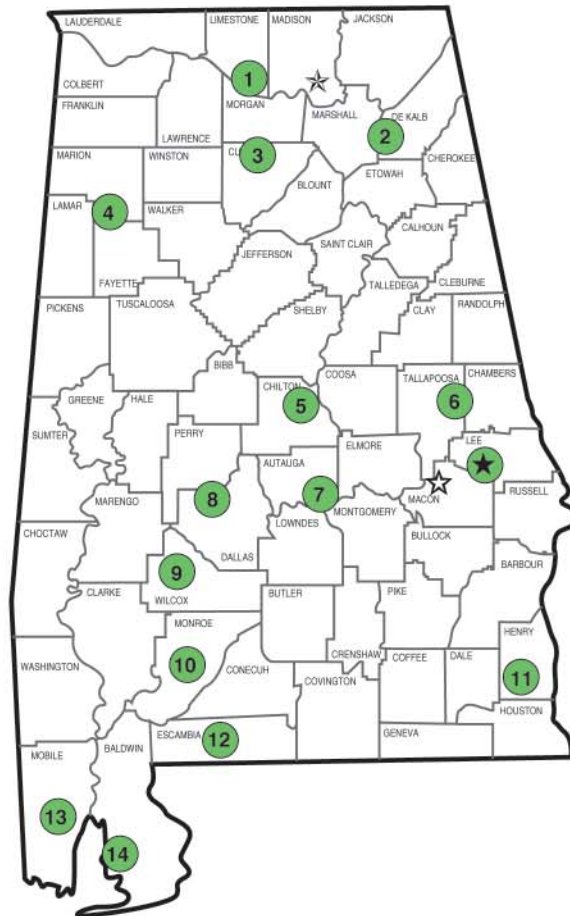 LAUDERDALE
LIMESTONE
MADISON
JACKSON
COLBERT
1
FRANKLIN
MORGAN
MARSHALL
DE KALB
2
LAWRENCE
MARION
WINSTON
3
CHEROKEE
ETOWAH
BLOUNT
LAMAR
4
WALKER
CALHOUN
SAINT CLAIR
JEFFERSON
FAYETTE
TALLEDEGA
CLEBURNE
PICKENS
TUSCALOOSA
SHELBY
CLAY
RANDOLPH
BIBB
COOSA
TALLAPOOSA
CHAMBERS
CHILTON
GREENE
HALE
5
6
SUMTER
PERRY
ELMORE
LEE
AUTAUGA
7
8
MARENGO
MACON
RUSSELL
MONTGOMERY
LOWNDES
CHOCTAW
DALLAS
BULLOCK
BARBOUR
9
CLARKE
WILCOX
BUTLER
PIKE
MONROE
HENRY
WASHINGTON
10
CONECUH
CRENSHAW
COFFEE
DALE
COVINGTON
11
HOUSTON
ESCAMBIA
12
GENEVA
MOBILE
BALDWIN
13
14